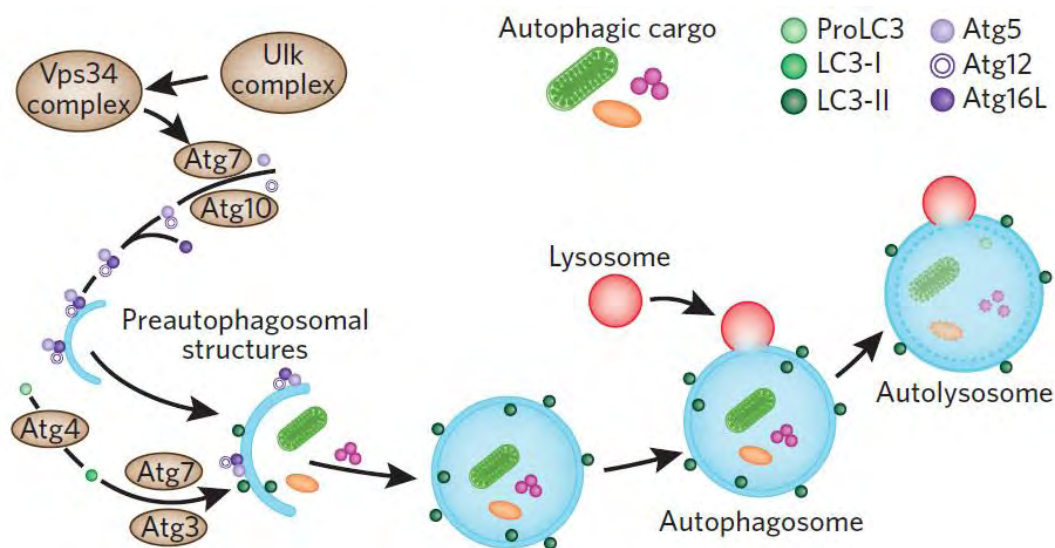 Vps34
complex
Ulk
complex
Autophagic cargo
ProLC3
LC3-I
LC3-II
Atg5
Atg12
Atg16L
Atg7
Atg10
Preautophagosomal
structures
Lysosome
Atg4
Atg7
Atg3
Autophagosome
Autolysosome